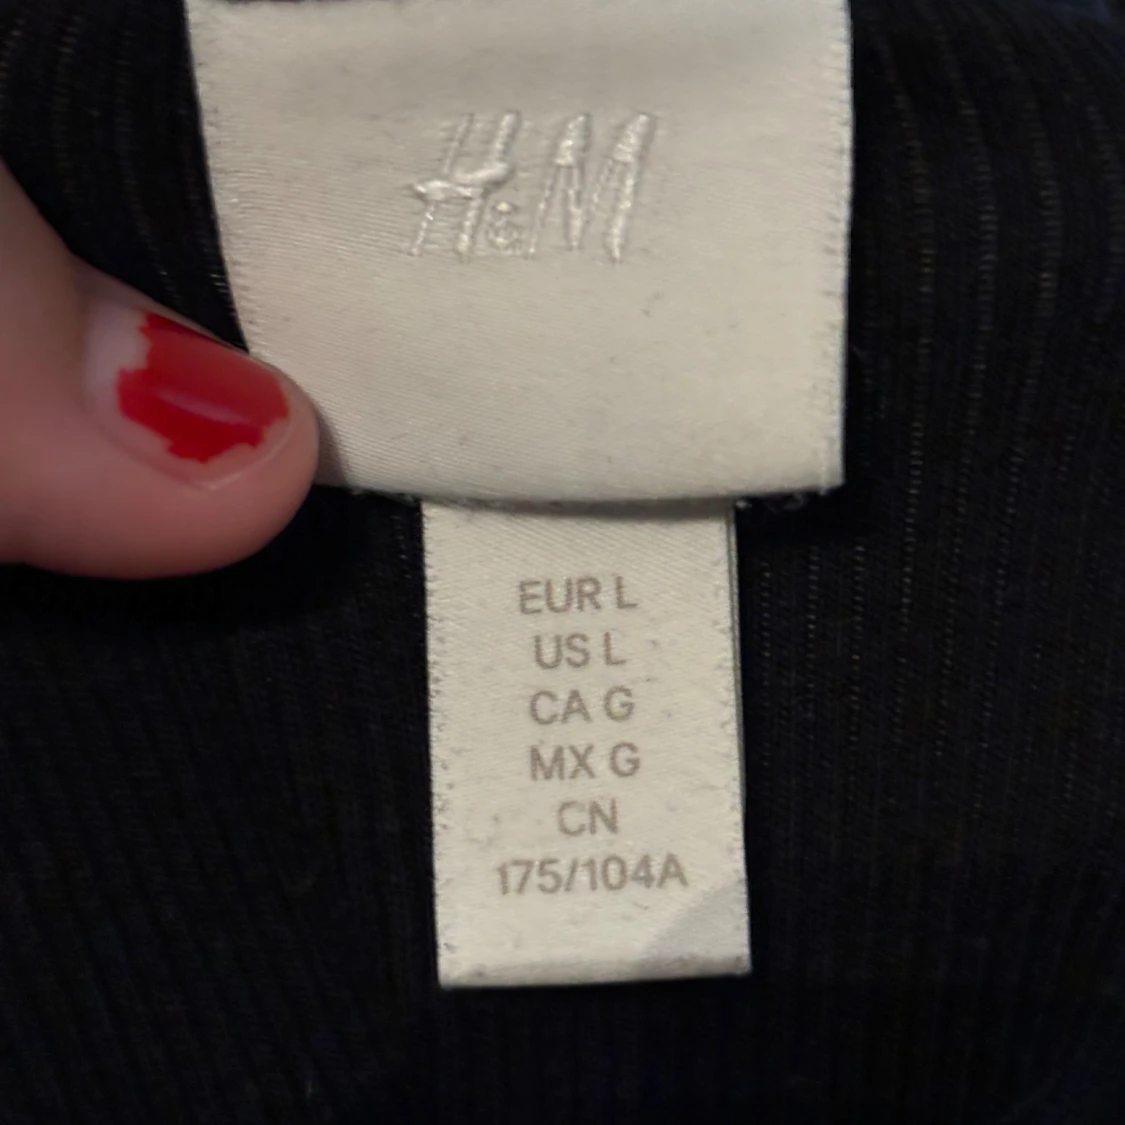 H&M
EUR L
US L
CA G
MX G
CN
175/104A